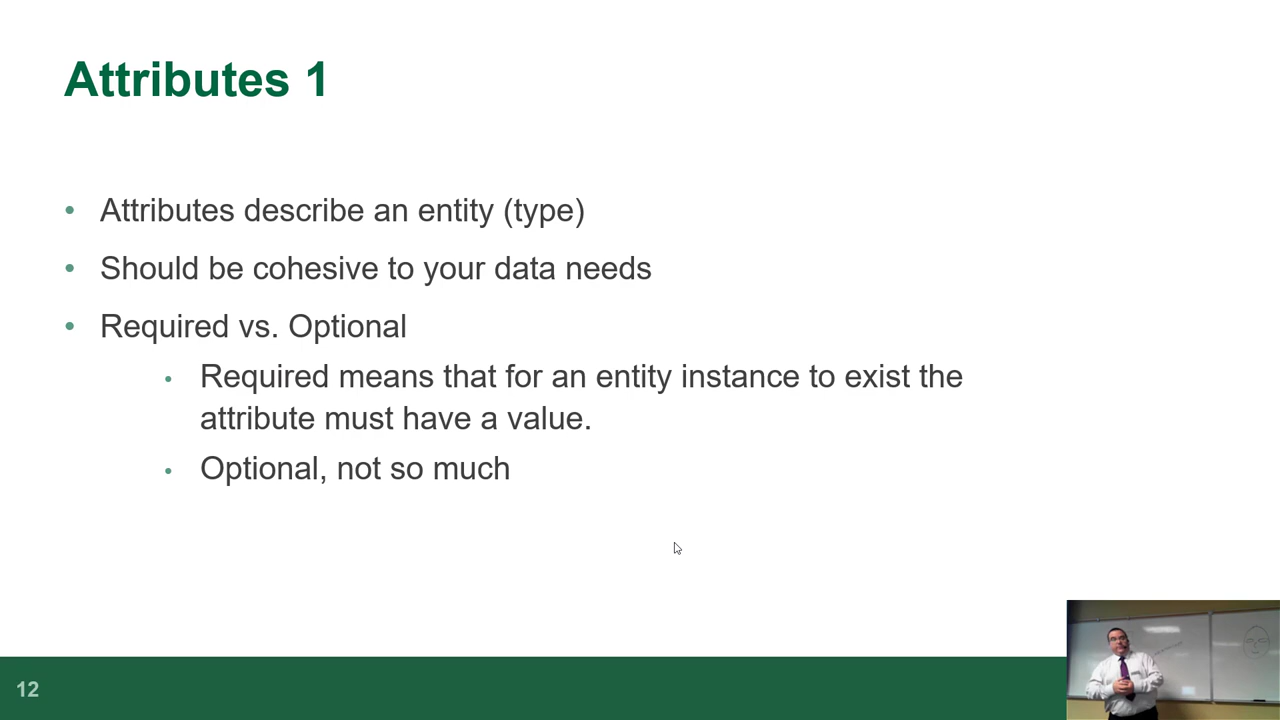 Attributes 1
• Attributes describe an entity (type)
• Should be cohesive to your data needs
• Required vs. Optional
• Required means that for an entity instance to exist the
attribute must have a value.
• Optional, not so much
12